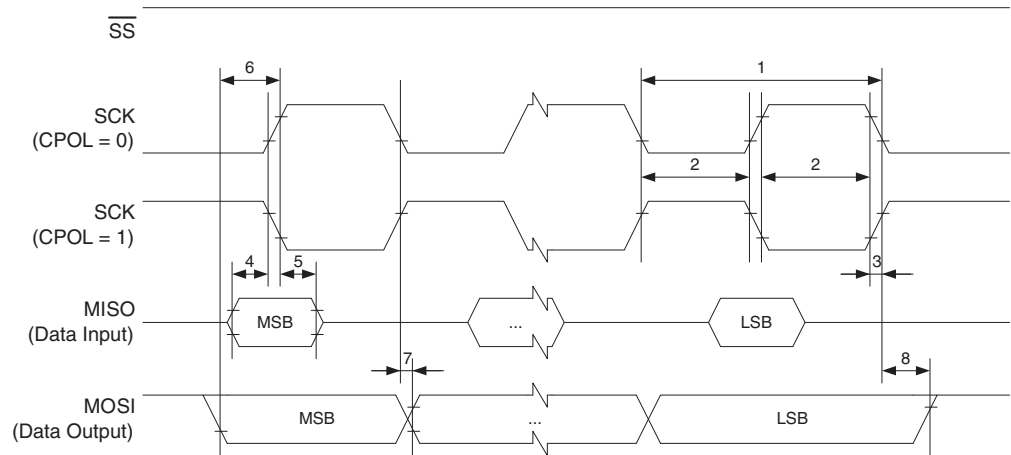 SS
6
1
SCK
(CPOL = 0)
2
2
SCK
(CPOL = 1)
4
5
3
MISO
(Data Input)
MSB
...
LSB
7
8
MOSI
(Data Output)
MSB
...
LSB